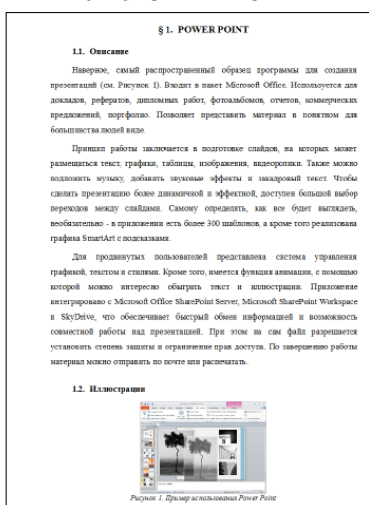 § 1. POWER POINT
1.1. Описание
Наверное, самый распространенный образец программы для создания
презентаций (см. Рисунок 1). Входит в пакет Microsoft Office. Используется для
докладов, рефератов, дипломных работ, фотоальбомов, отчетов, коммерческих
предложений, портфолио. Позволяет представить материал в понятном для
большинства людей виде.
Принцип работы заключается в подготовке слайдов, на которых может
размещаться текст, графики, таблицы, изображения, видеоролики. Также можно
подложить музыку, добавить звуковые эффекты и закадровый текст. Чтобы
сделать презентацию более динамичной и эффектной, доступен большой выбор
переходов между слайдами. Самому определять, как все будет выглядеть,
необязательно - в приложении есть более 300 шаблонов, а кроме того реализована
графика SmartArt с подсказками.
Для продвинутых пользователей представлена система управления
графикой, текстом и стилями. Кроме того, имеется функция анимации, с помощью
которой можно интересно обыграть текст и иллюстрации. Приложение
интегрировано с Microsoft Office SharePoint Server, Microsoft SharePoint Workspace
и SkyDrive, что обеспечивает быстрый обмен информацией и возможность
совместной работы над презентацией. При этом на сам файл разрешается
установить степень защиты и ограничение прав доступа. По завершению работы
материал можно отправить по почте или распечатать.
1.2. Иллюстрации
Рисунок 1. Пример использования Power Point